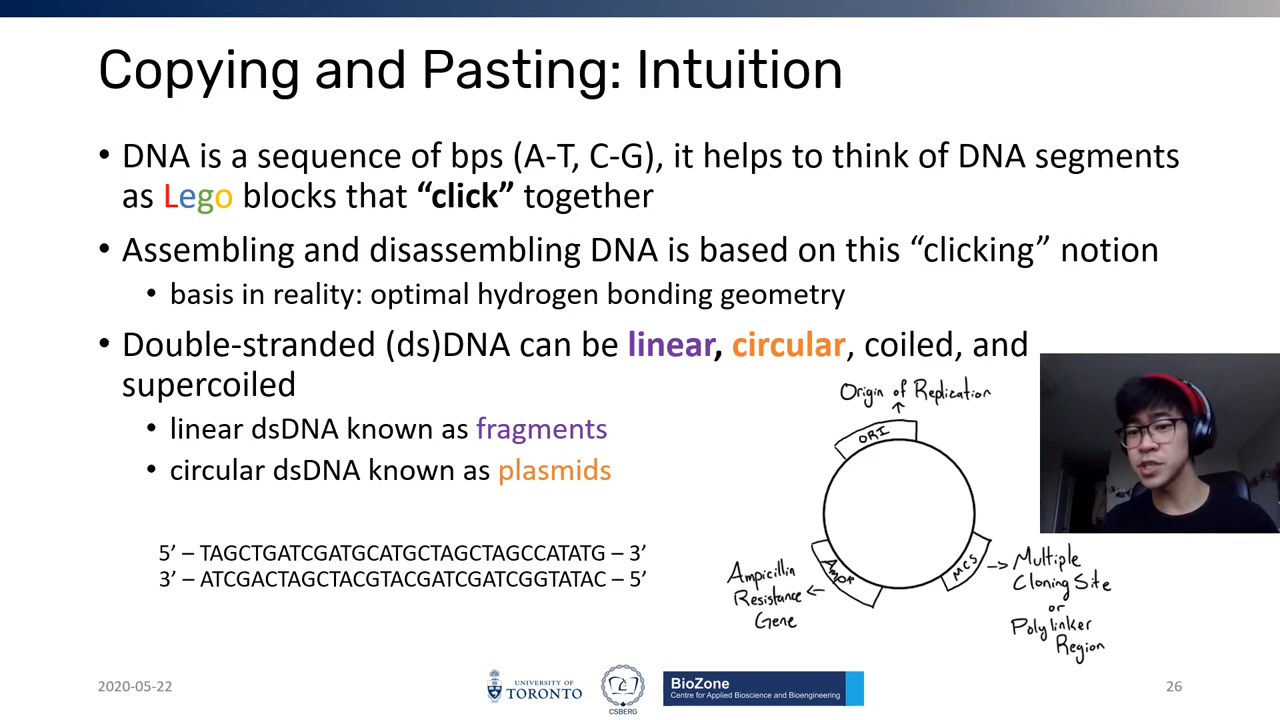 Copying and Pasting: Intuition
• DNA is a sequence of bps (A-T, C-G), it helps to think of DNA segments
as Lego blocks that “click” together
• Assembling and disassembling DNA is based on this “clicking” notion
• basis in reality: optimal hydrogen bonding geometry
• Double-stranded (ds)DNA can be linear, circular, coiled, and
supercoiled
• linear dsDNA known as fragments
• circular dsDNA known as plasmids
5’ – TAGCTGATCGATGCATGCTAGCTAGCCATATG – 3’
3’ – ATCGACTAGCTACGTACGATCGATCGGTATAC – 5’
Origin of Replication
ORI
AmpR
MCS
Ampicillin
Resistance
Gene
Multiple
Cloning Site
or
Polylinker
Region
2020-05-22
UNIVERSITY OF
TORONTO
CSBERG
BioZone
Centre for Applied Bioscience and Bioengineering
26